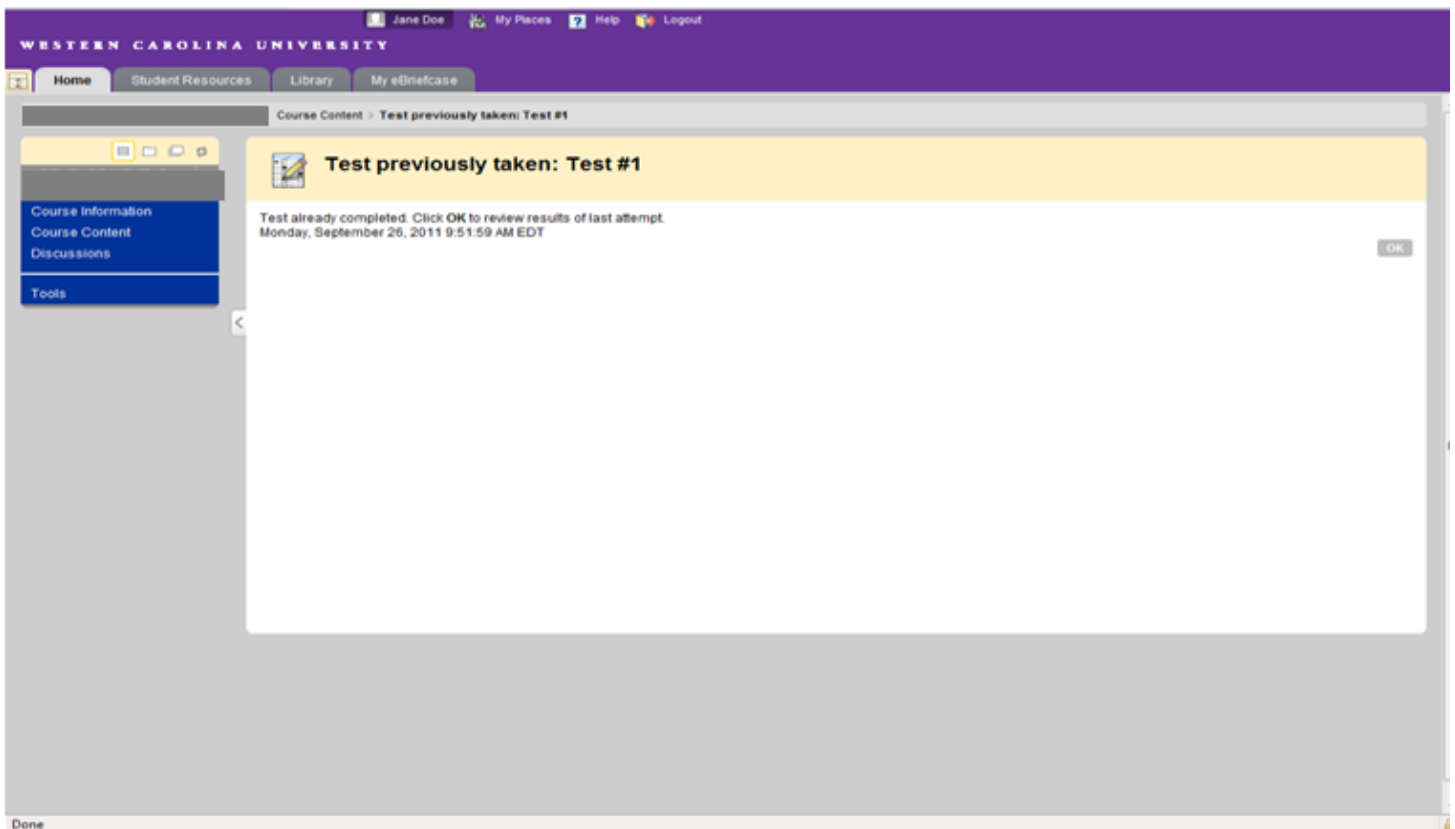 Jane Doe My Places ? Help Logout
WESTERN CAROLINA UNIVERSITY
Home Student Resources Library My eBriefcase
Course Content > Test previously taken: Test #1
Test previously taken: Test #1
Course Information
Course Content
Discussions
Tools
Test already completed. Click OK to review results of last attempt.
Monday, September 26, 2011 9:51:59 AM EDT
OK
Done